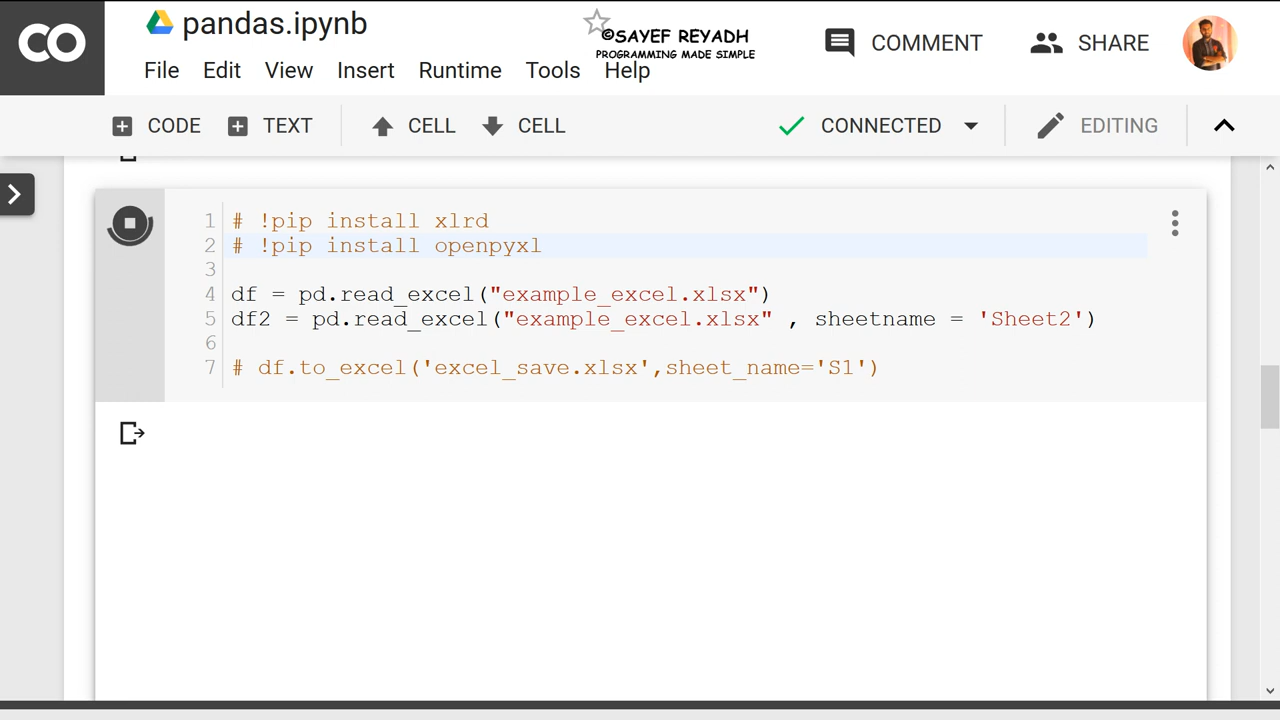 CO
pandas.ipynb
©SAYEF REYADH
PROGRAMMING MADE SIMPLE
COMMENT
SHARE
File Edit View Insert Runtime Tools Help
CODE TEXT CELL CELL CONNECTED EDITING
1 # !pip install xlrd
2 # !pip install openpyxl
3
4 df = pd.read_excel("example_excel.xlsx")
5 df2 = pd.read_excel("example_excel.xlsx" , sheetname = 'Sheet2')
6
7 # df.to_excel('excel_save.xlsx',sheet_name='S1')